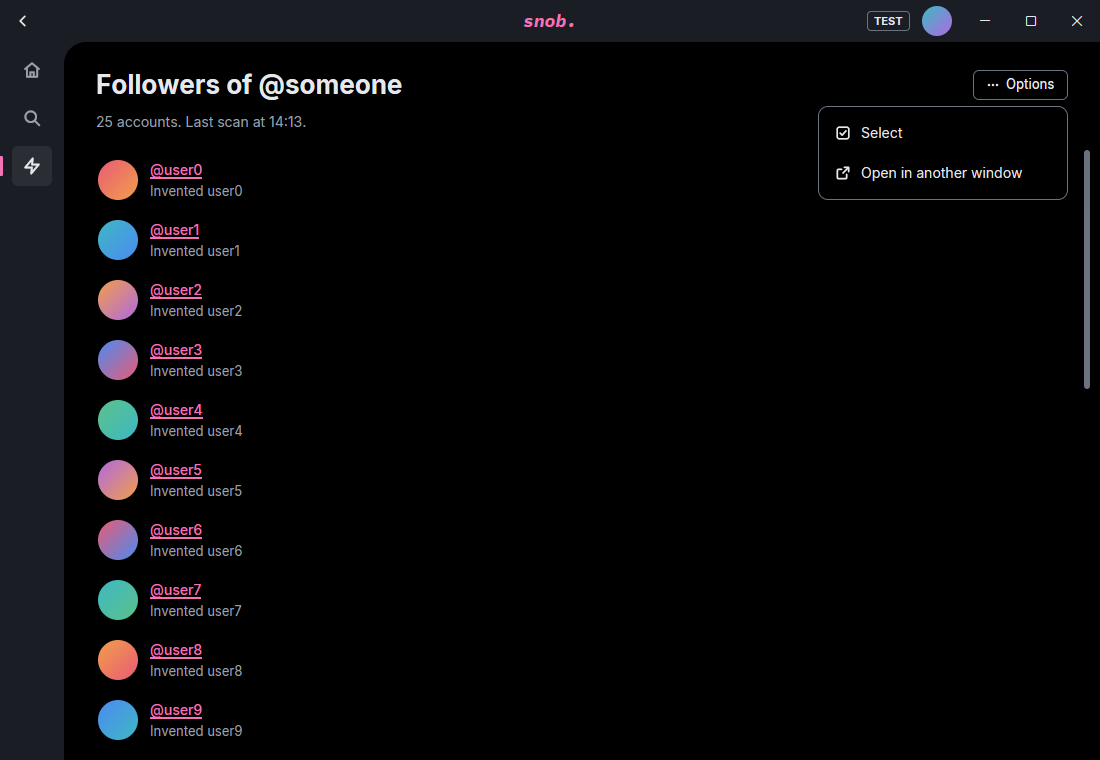 snob.
TEST
Followers of @someone
Options
25 accounts. Last scan at 14:13.
Select
Open in another window
@user0
Invented user0
@user1
Invented user1
@user2
Invented user2
@user3
Invented user3
@user4
Invented user4
@user5
Invented user5
@user6
Invented user6
@user7
Invented user7
@user8
Invented user8
@user9
Invented user9